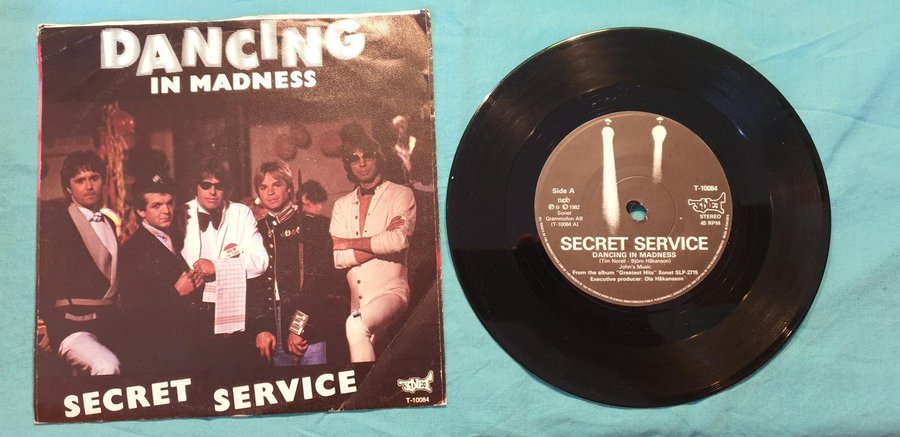 DANCING
IN MADNESS
SECRET SERVICE
SONET
T-10084
Side A
ncb
℗ & © 1982
Sonet
Grammofon AB
(T-10084 A)
T-10084
SONET
STEREO
45 RPM
SECRET SERVICE
DANCING IN MADNESS
(Tim Norell - Björn Håkanson)
John's Music
From the album "Greatest Hits" Sonet SLP-2715
Executive producer: Ola Håkansson